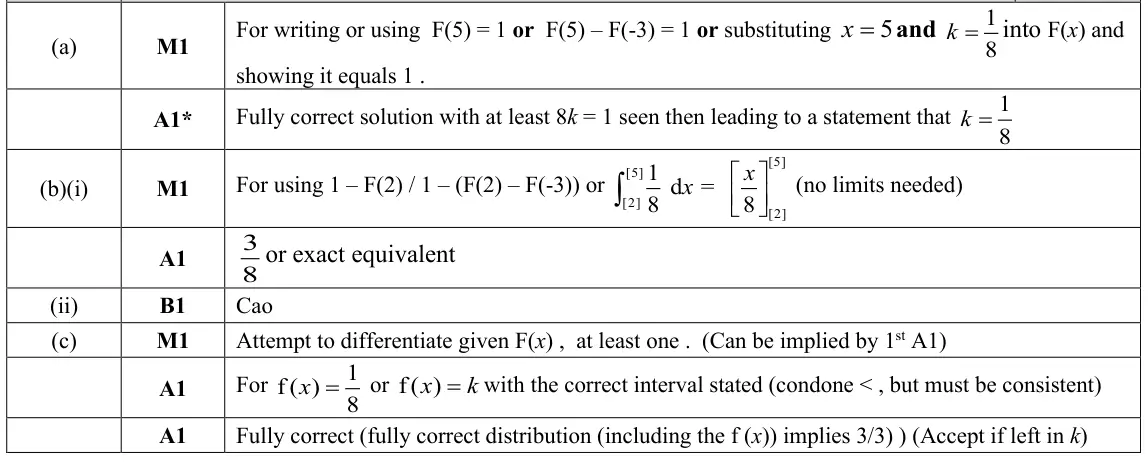 (a) M1 For writing or using F(5) = 1 or F(5) – F(-3) = 1 or substituting x = 5 and k = 1/8 into F(x) and
showing it equals 1 .
A1* Fully correct solution with at least 8k = 1 seen then leading to a statement that k = 1/8
(b)(i) M1 For using 1 – F(2) / 1 – (F(2) – F(-3)) or ∫_[2]^[5] 1/8 dx = [x/8]_[2]^[5] (no limits needed)
A1 3/8 or exact equivalent
(ii) B1 Cao
(c) M1 Attempt to differentiate given F(x) , at least one . (Can be implied by 1st A1)
A1 For f(x) = 1/8 or f(x) = k with the correct interval stated (condone < , but must be consistent)
A1 Fully correct (fully correct distribution (including the f (x)) implies 3/3) ) (Accept if left in k)